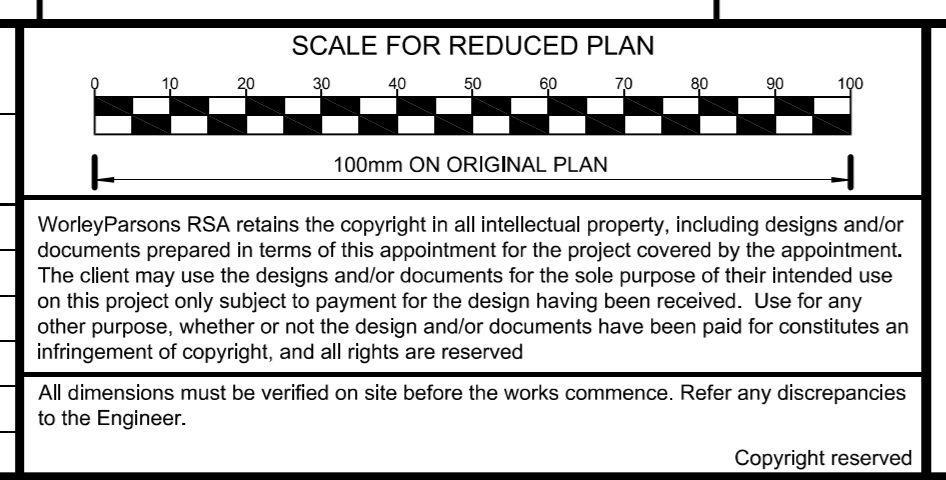 SCALE FOR REDUCED PLAN
0 10 20 30 40 50 60 70 80 90 100
100mm ON ORIGINAL PLAN
WorleyParsons RSA retains the copyright in all intellectual property, including designs and/or
documents prepared in terms of this appointment for the project covered by the appointment.
The client may use the designs and/or documents for the sole purpose of their intended use
on this project only subject to payment for the design having been received.  Use for any
other purpose, whether or not the design and/or documents have been paid for constitutes an
infringement of copyright, and all rights are reserved
All dimensions must be verified on site before the works commence. Refer any discrepancies
to the Engineer.
Copyright reserved